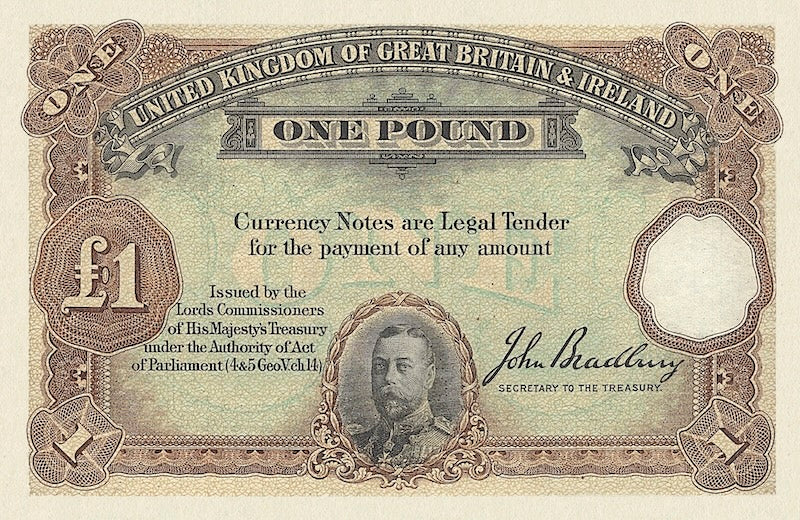 ONE
ONE
UNITED KINGDOM OF GREAT BRITAIN & IRELAND
ONE POUND
Currency Notes are Legal Tender
for the payment of any amount
£1
Issued by the
Lords Commissioners
of His Majesty's Treasury
under the Authority of Act
of Parliament (4&5 Geo.V.ch.14)
John Bradbury
SECRETARY TO THE TREASURY.
ONE
1
1